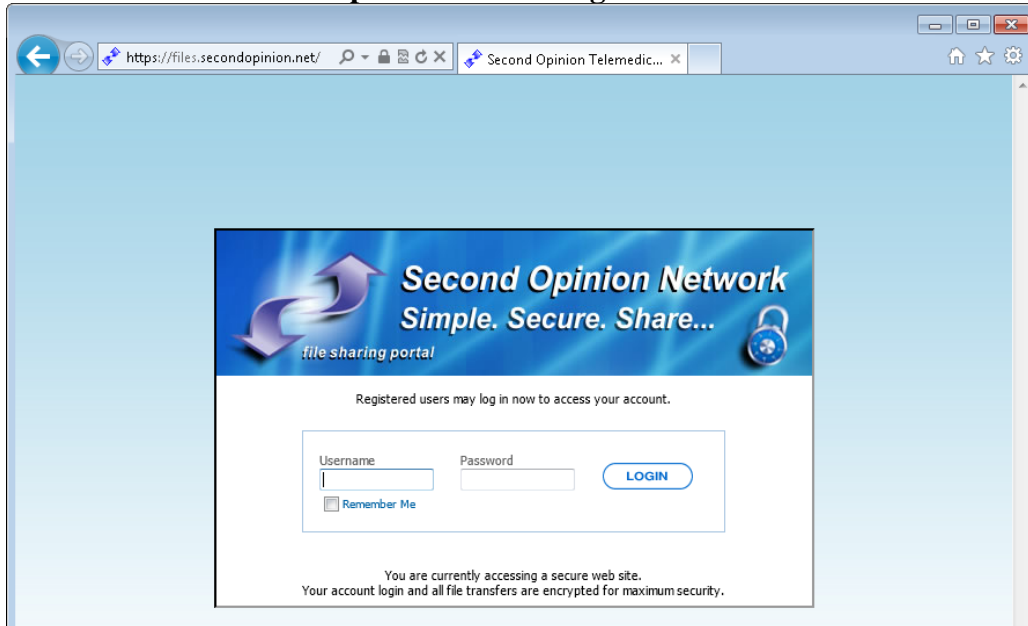 https://files.secondopinion.net/
Second Opinion Telemedic...
Second Opinion Network
Simple. Secure. Share...
file sharing portal
Registered users may log in now to access your account.
Username
Password
LOGIN
Remember Me
You are currently accessing a secure web site.
Your account login and all file transfers are encrypted for maximum security.